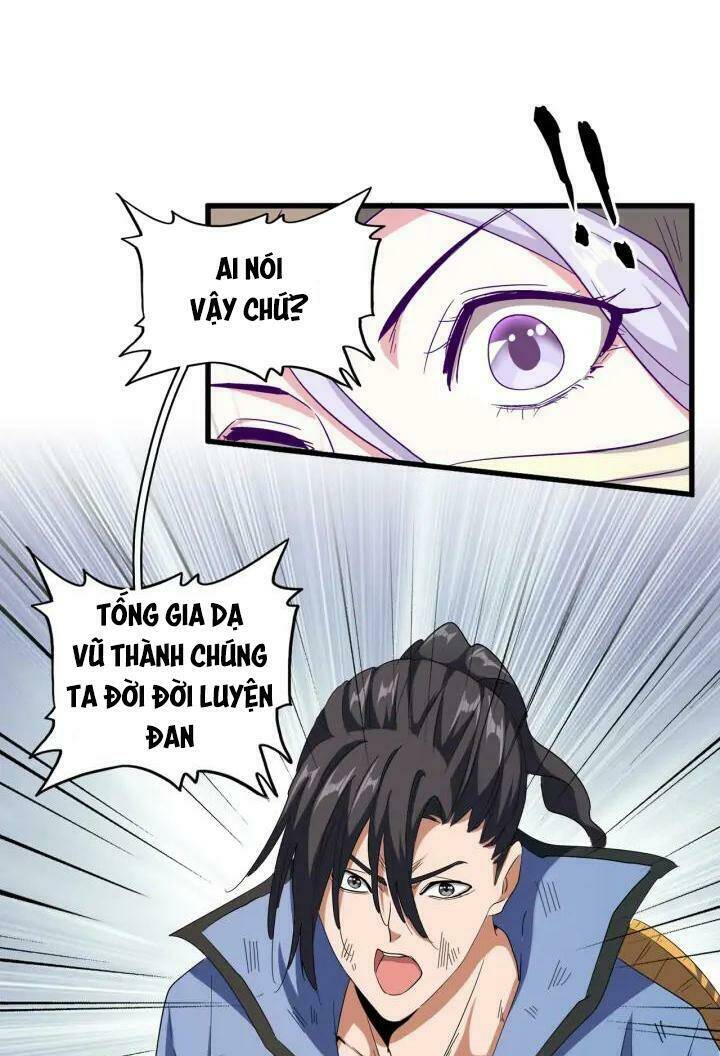 AI NÓI
VẬY CHỨ?
TỐNG GIA DẠ
VŨ THÀNH CHÚNG
TA ĐỜI ĐỜI LUYỆN
ĐAN